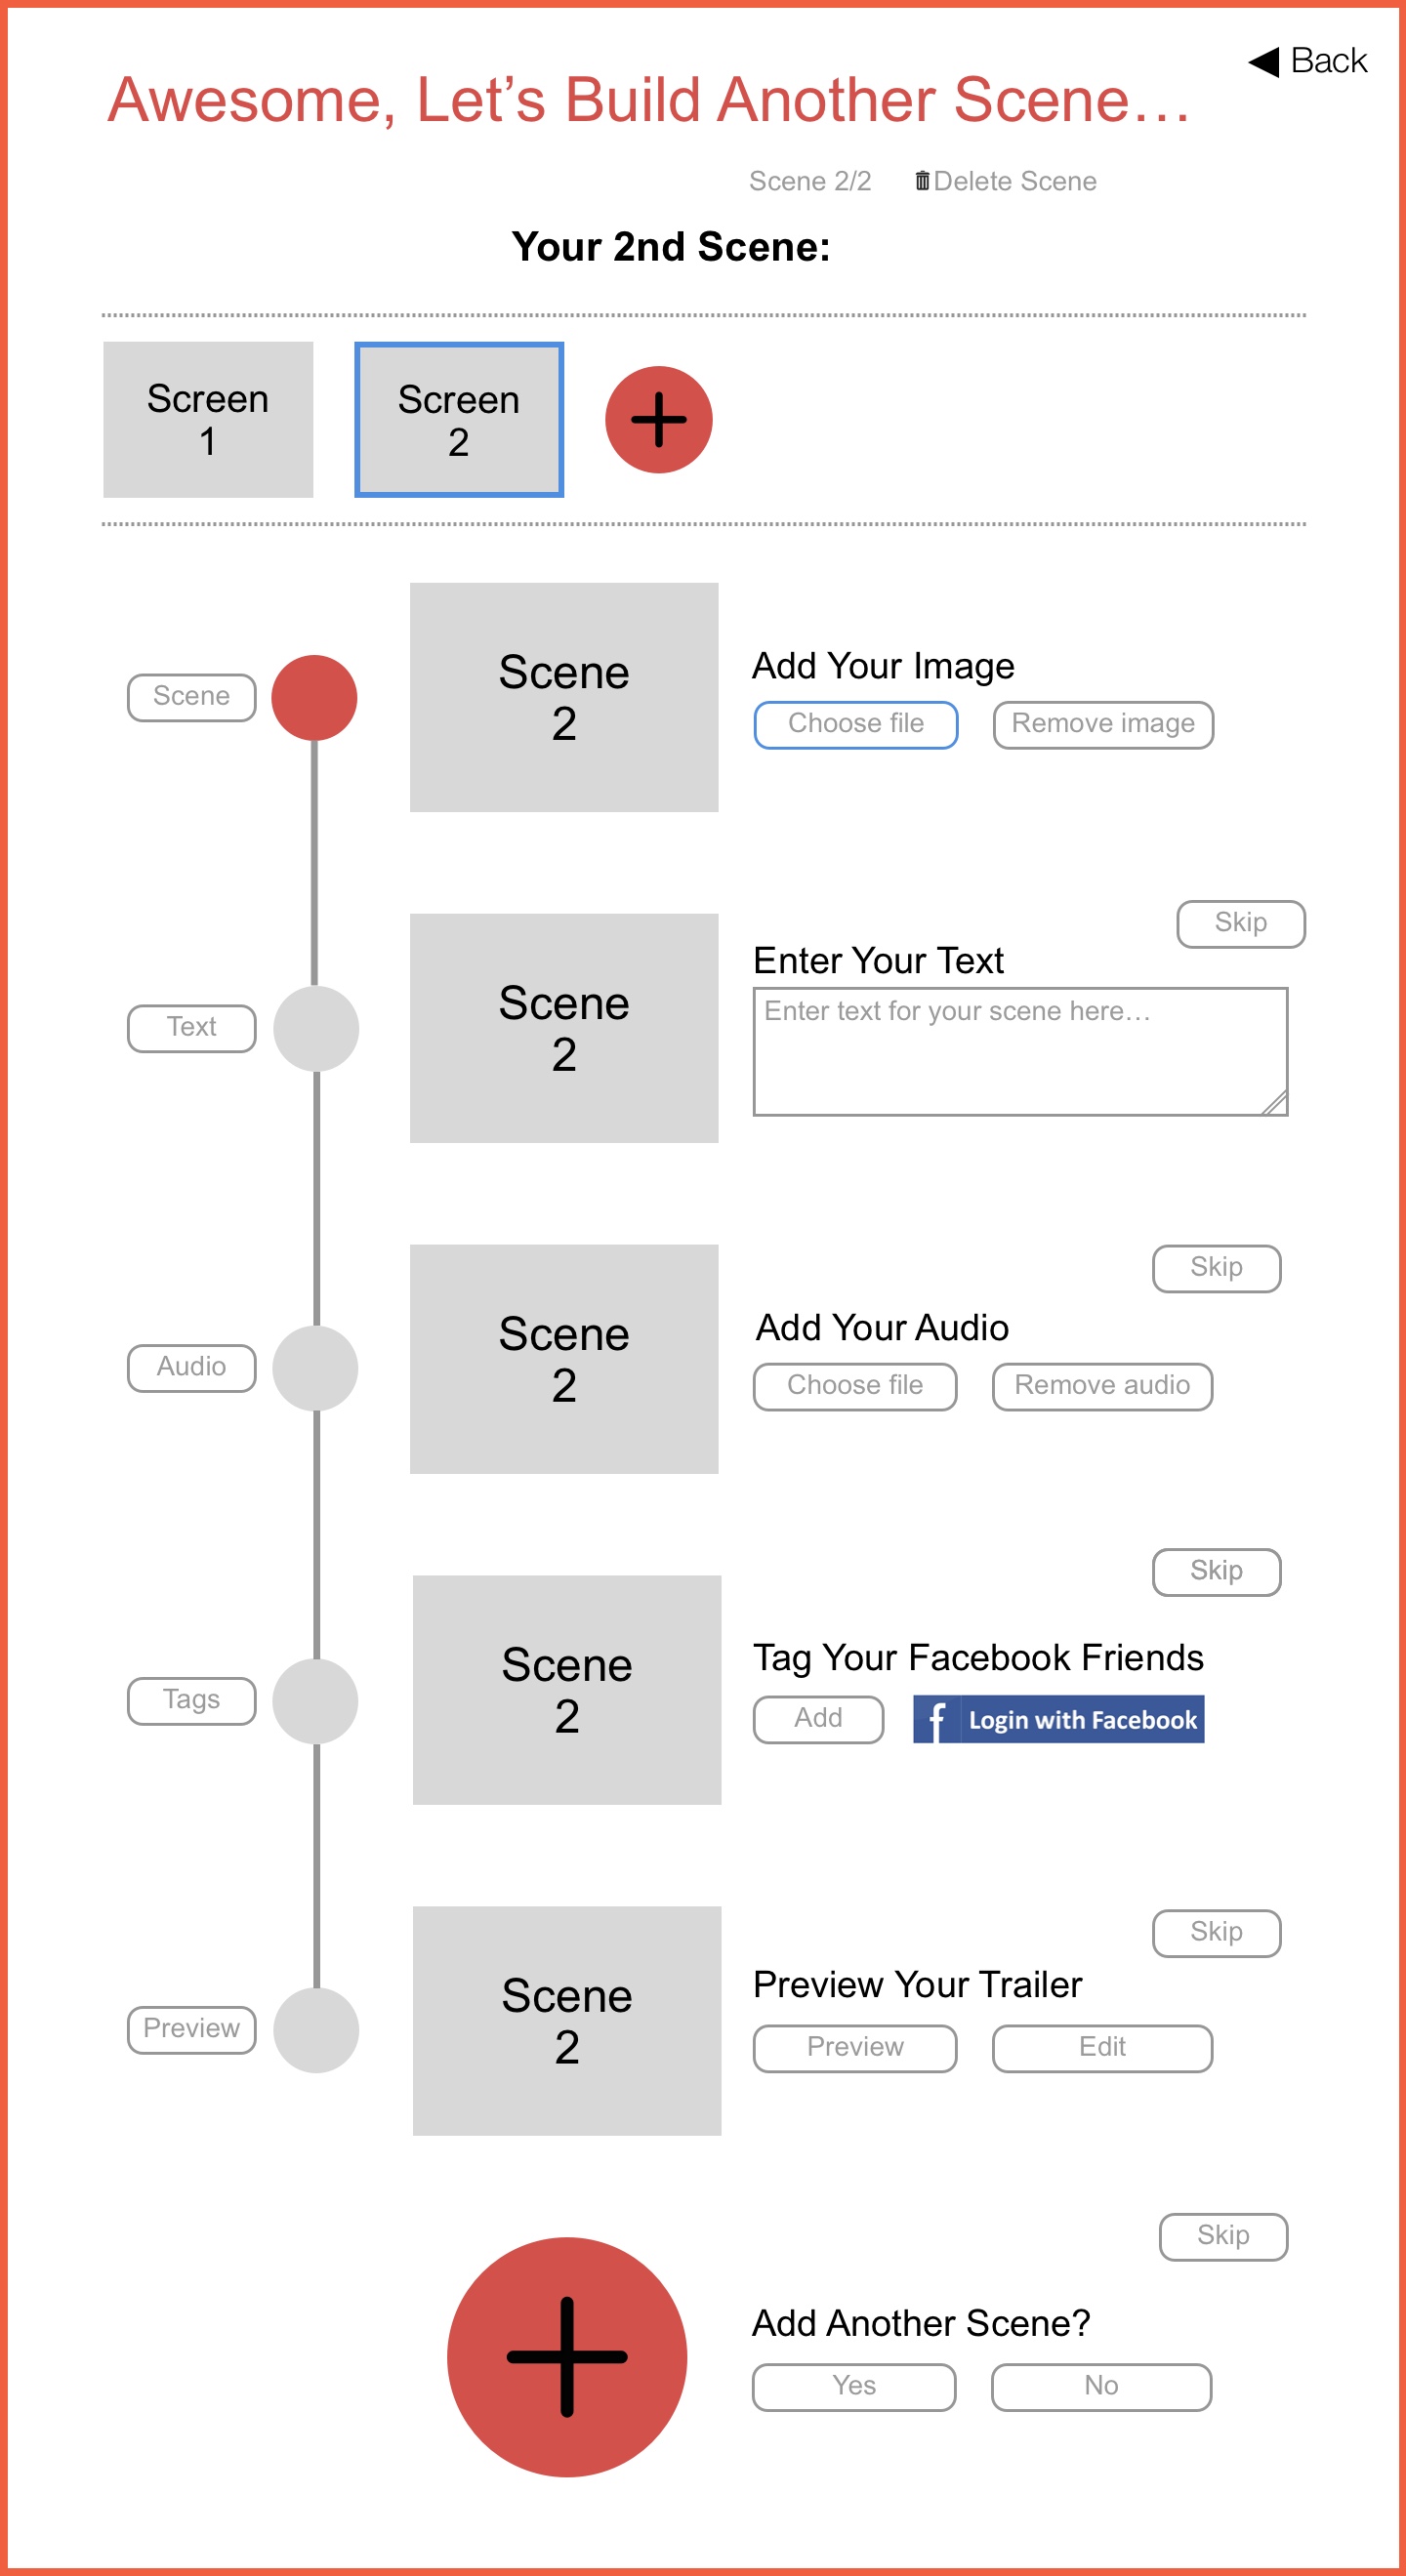 Back
Awesome, Let’s Build Another Scene…
Scene 2/2 Delete Scene
Your 2nd Scene:
Screen
1
Screen
2
Scene
Scene
2
Add Your Image
Choose file Remove image
Skip
Text
Scene
2
Enter Your Text
Enter text for your scene here…
Skip
Audio
Scene
2
Add Your Audio
Choose file Remove audio
Skip
Tags
Scene
2
Tag Your Facebook Friends
Add f Login with Facebook
Skip
Preview
Scene
2
Preview Your Trailer
Preview Edit
Skip
Add Another Scene?
Yes No